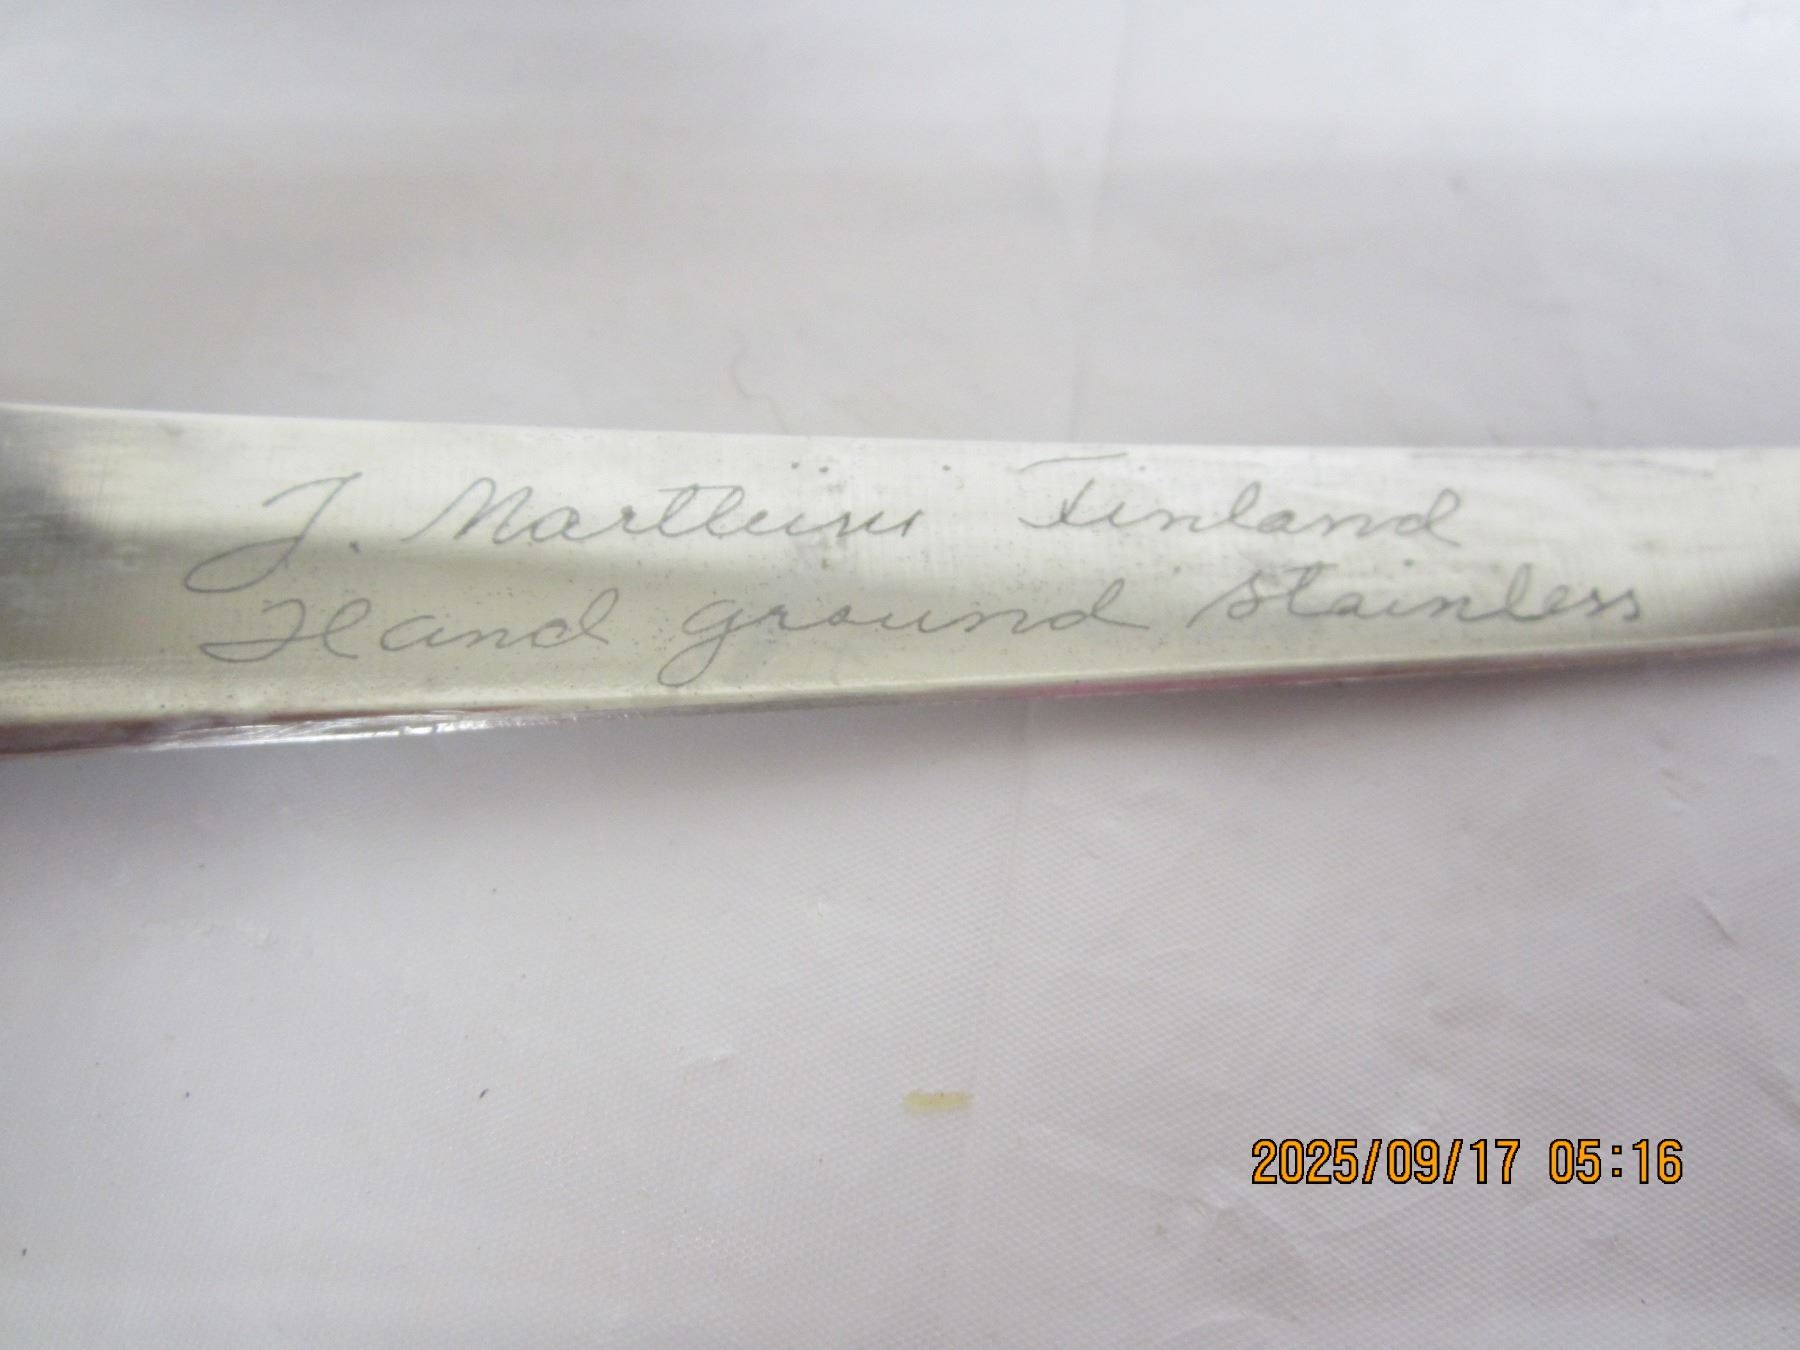 J. Marttiini Finland
Hand ground Stainless
2025/09/17 05:16